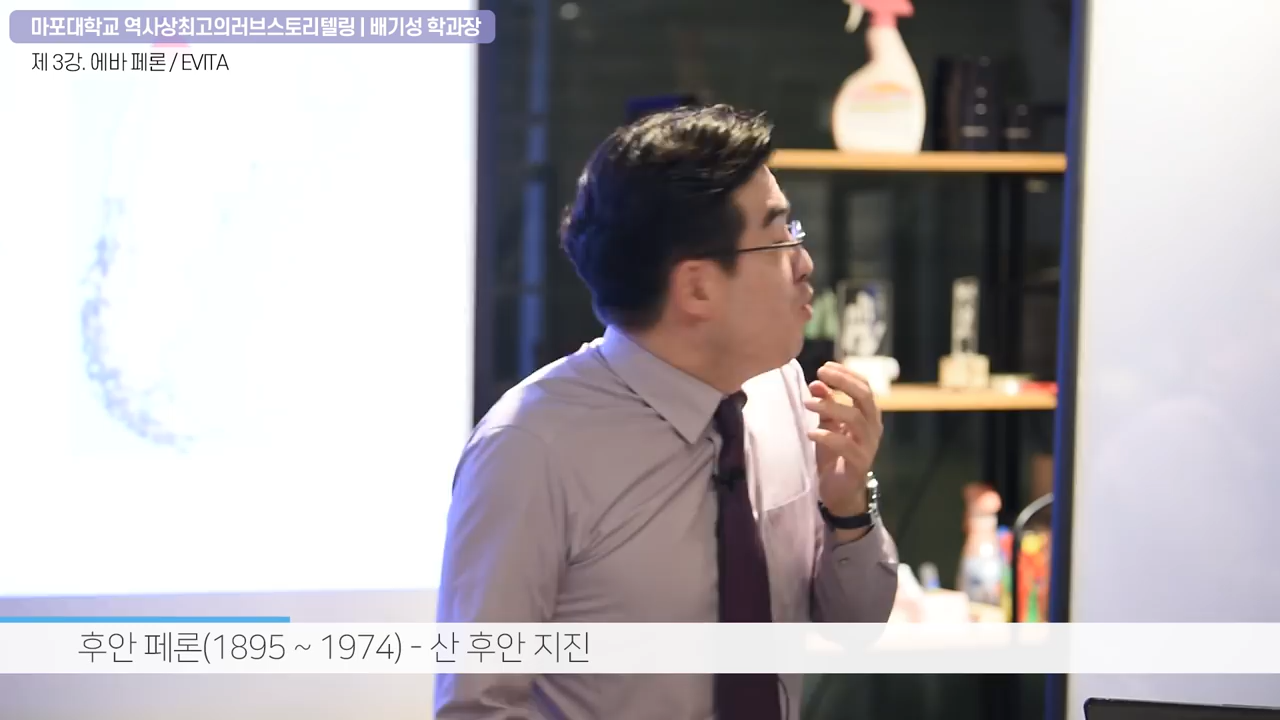 마포대학교 역사상최고의러브스토리텔링 | 배기성 학과장
제 3강. 에바 페론 / EVITA
후안 페론(1895 ~ 1974) - 산 후안 지진